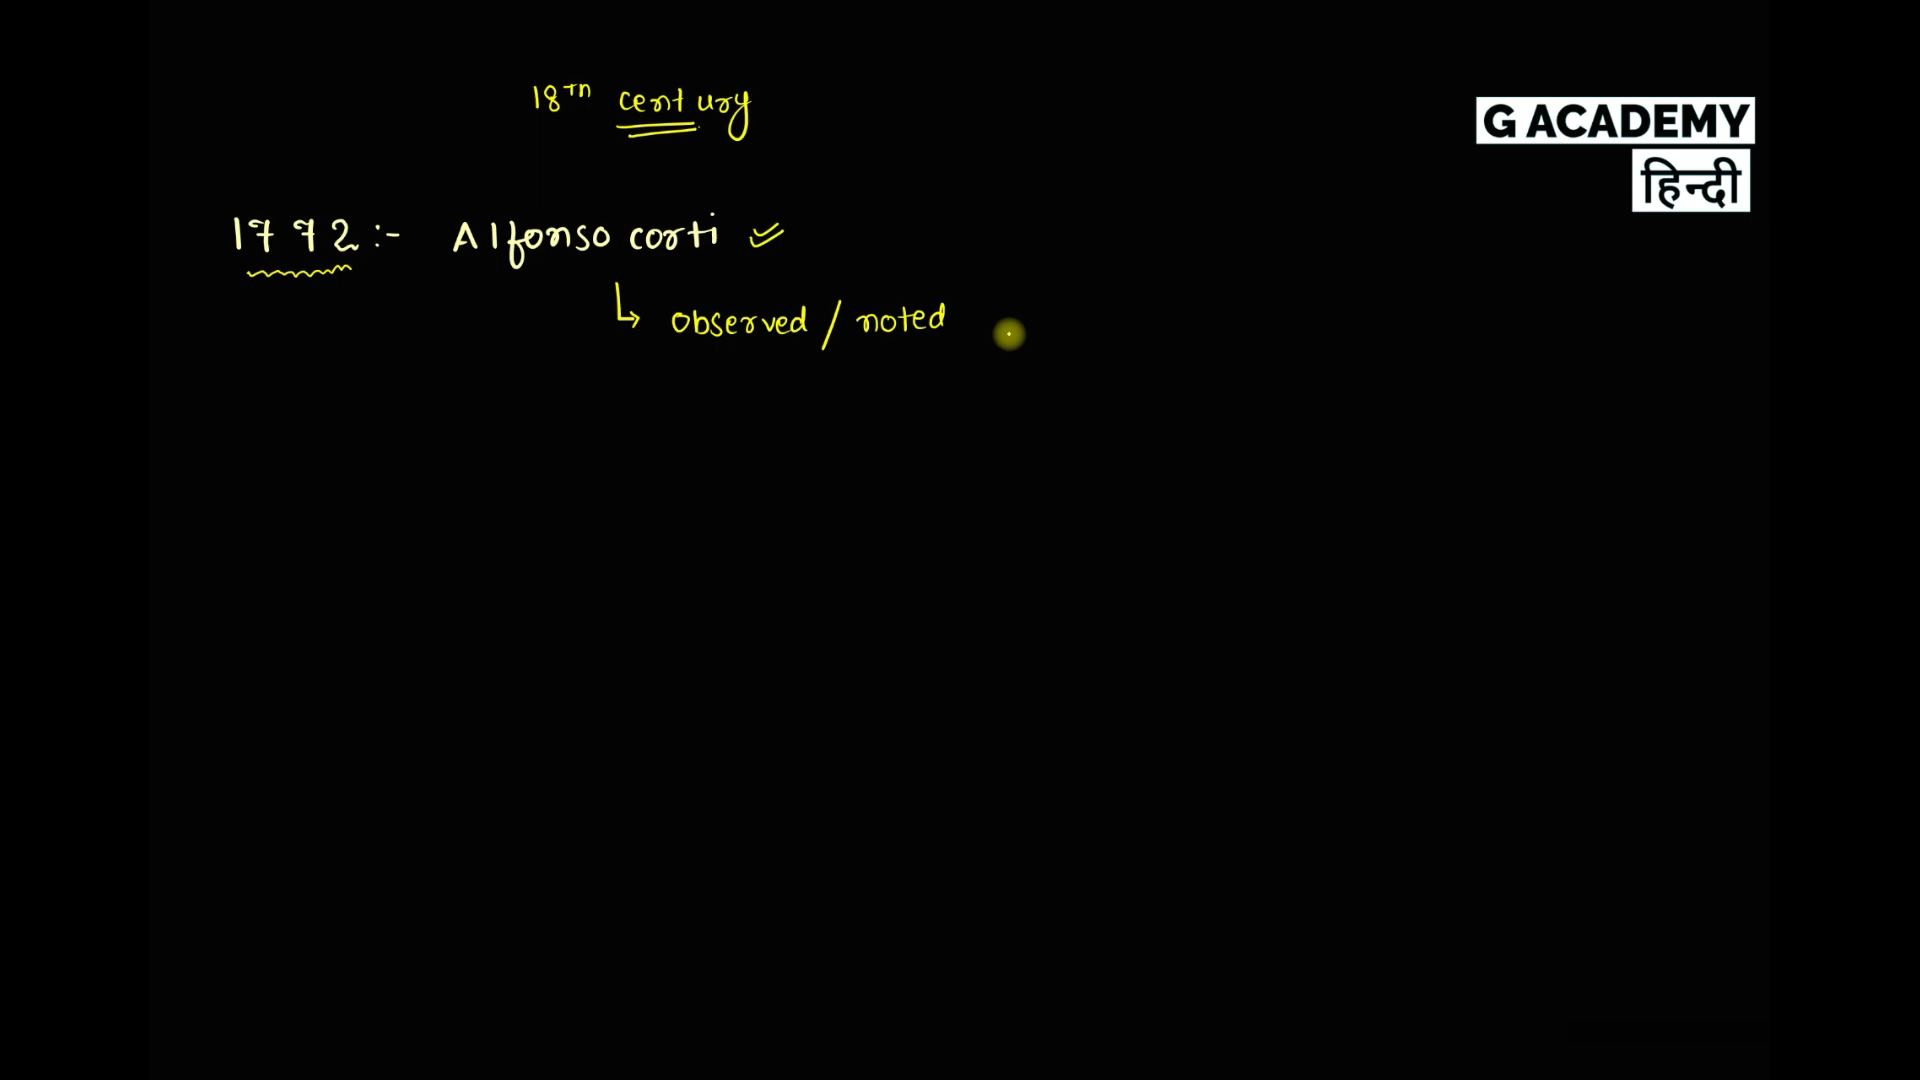 18TH century
G ACADEMY
हिन्दी
1772 :- Alfonso corti
↳ observed / noted